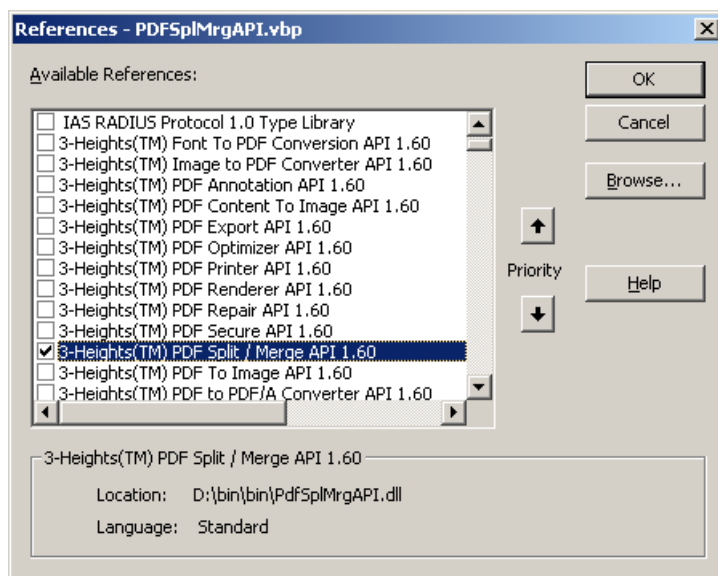 References - PDFSplMrgAPI.vbp
Available References:
IAS RADIUS Protocol 1.0 Type Library
3-Heights(TM) Font To PDF Conversion API 1.60
3-Heights(TM) Image to PDF Converter API 1.60
3-Heights(TM) PDF Annotation API 1.60
3-Heights(TM) PDF Content To Image API 1.60
3-Heights(TM) PDF Export API 1.60
3-Heights(TM) PDF Optimizer API 1.60
3-Heights(TM) PDF Printer API 1.60
3-Heights(TM) PDF Renderer API 1.60
3-Heights(TM) PDF Repair API 1.60
3-Heights(TM) PDF Secure API 1.60
3-Heights(TM) PDF Split / Merge API 1.60
3-Heights(TM) PDF To Image API 1.60
3-Heights(TM) PDF to PDF/A Converter API 1.60
Priority
OK
Cancel
Browse...
Help
3-Heights(TM) PDF Split / Merge API 1.60
Location: D:\bin\bin\PdfSplMrgAPI.dll
Language: Standard